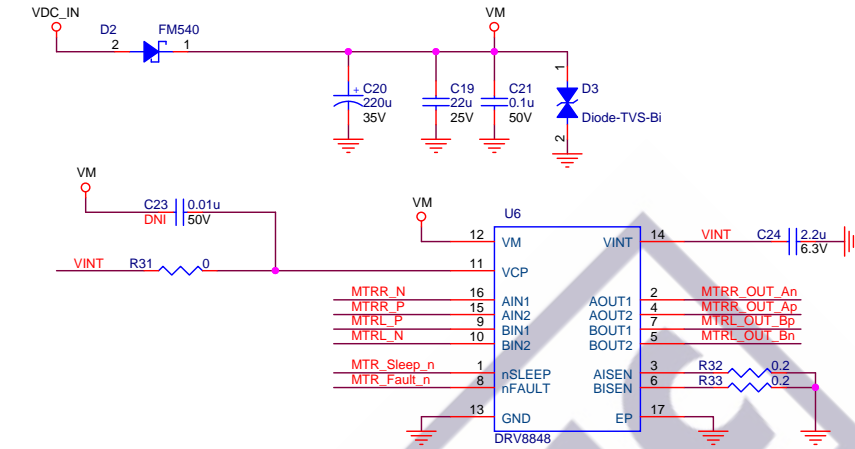 VDC_IN
D2 FM540
2 1
VM
C20
+
220u
35V
C19
22u
25V
C21
0.1u
50V
1
D3
Diode-TVS-Bi
2
VM
C23 0.01u
DNI 50V
VINT R31 0
VM
U6
12 VM
VINT 14 VINT C24 2.2u
6.3V
11 VCP
MTRR_N 16 AIN1
MTRR_P 15 AIN2
MTRL_P 9 BIN1
MTRL_N 10 BIN2
AOUT1 2 MTRR_OUT_An
AOUT2 4 MTRR_OUT_Ap
BOUT1 7 MTRL_OUT_Bp
BOUT2 5 MTRL_OUT_Bn
MTR_Sleep_n 1 nSLEEP
MTR_Fault_n 8 nFAULT
AISEN 3 R32 0.2
BISEN 6 R33 0.2
13 GND
EP 17
DRV8848